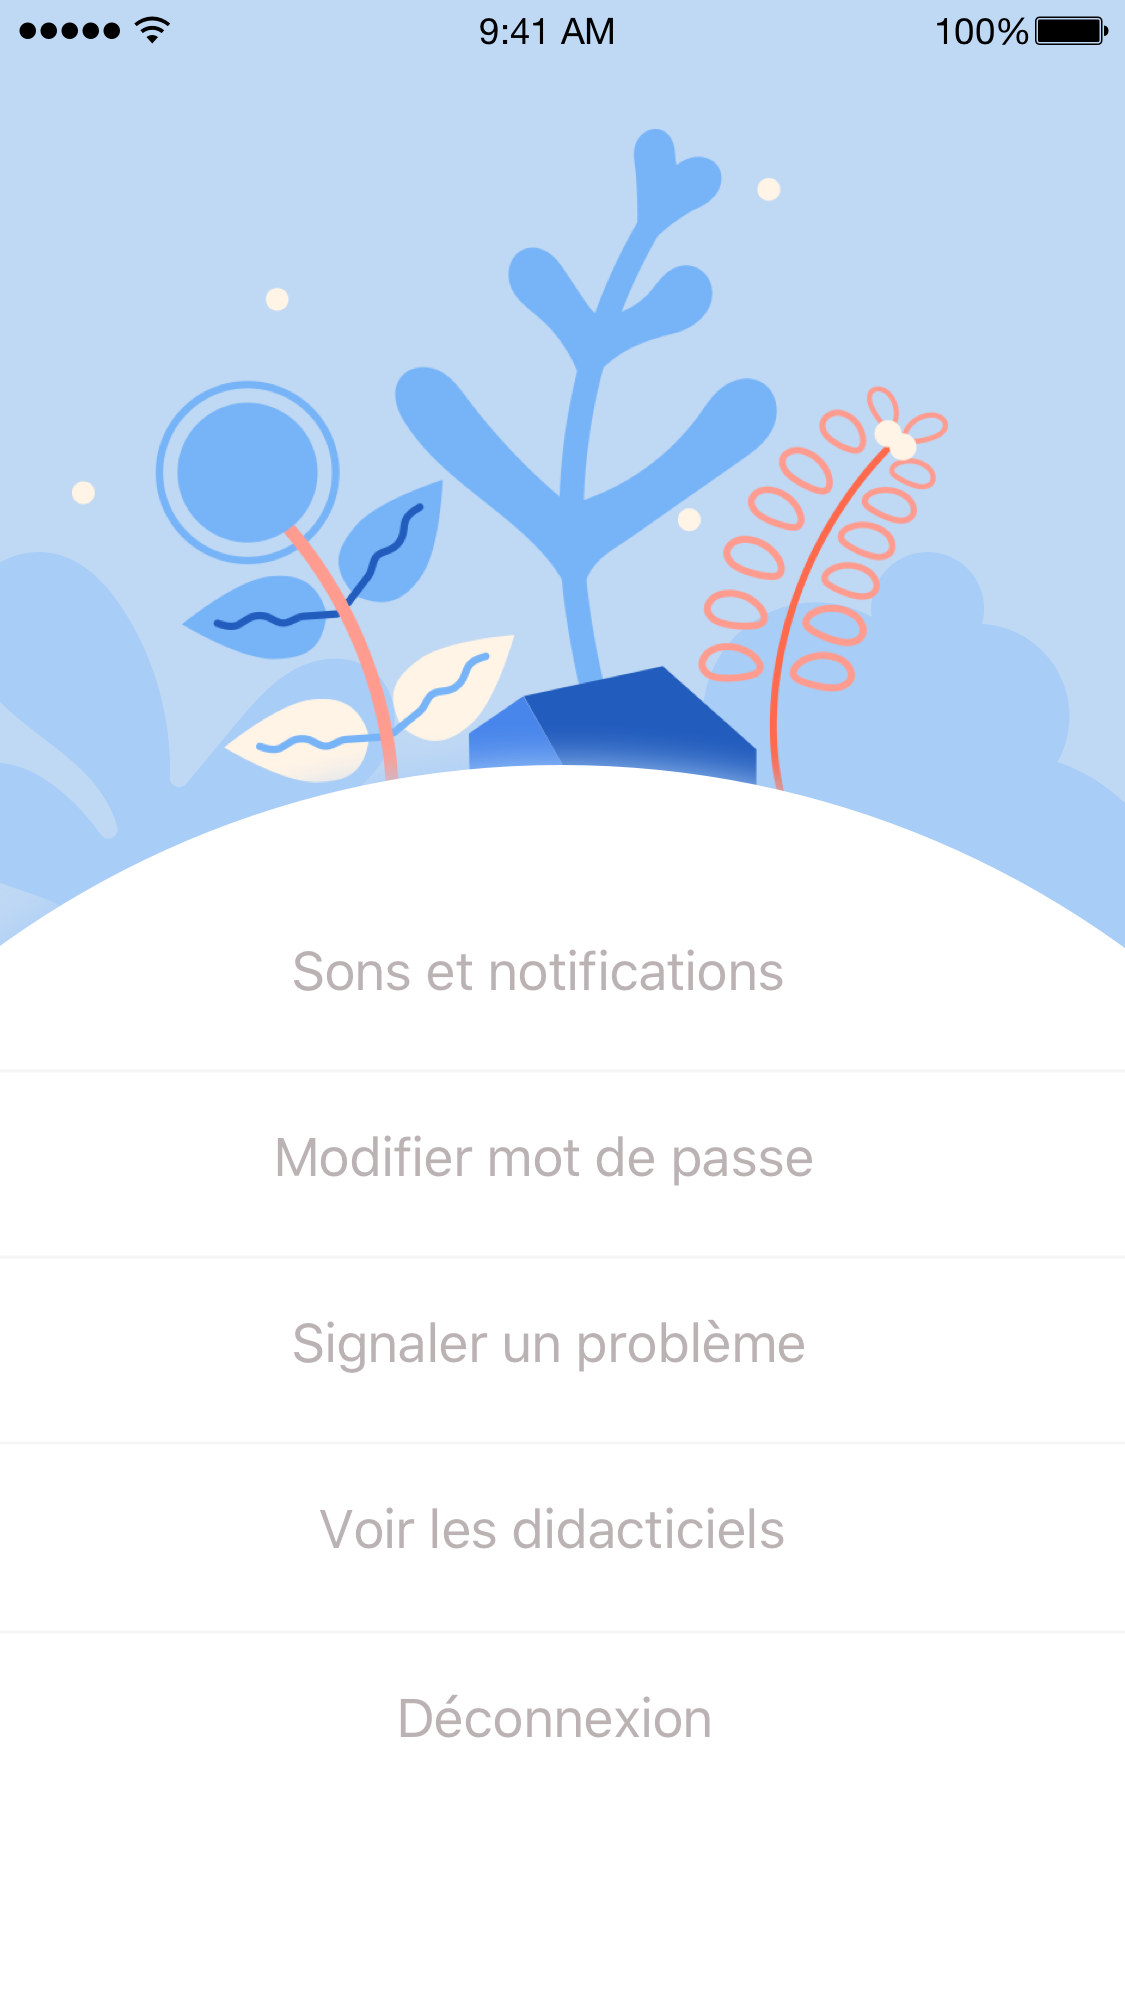 9:41 AM
100%
Sons et notifications
Modifier mot de passe
Signaler un problème
Voir les didacticiels
Déconnexion